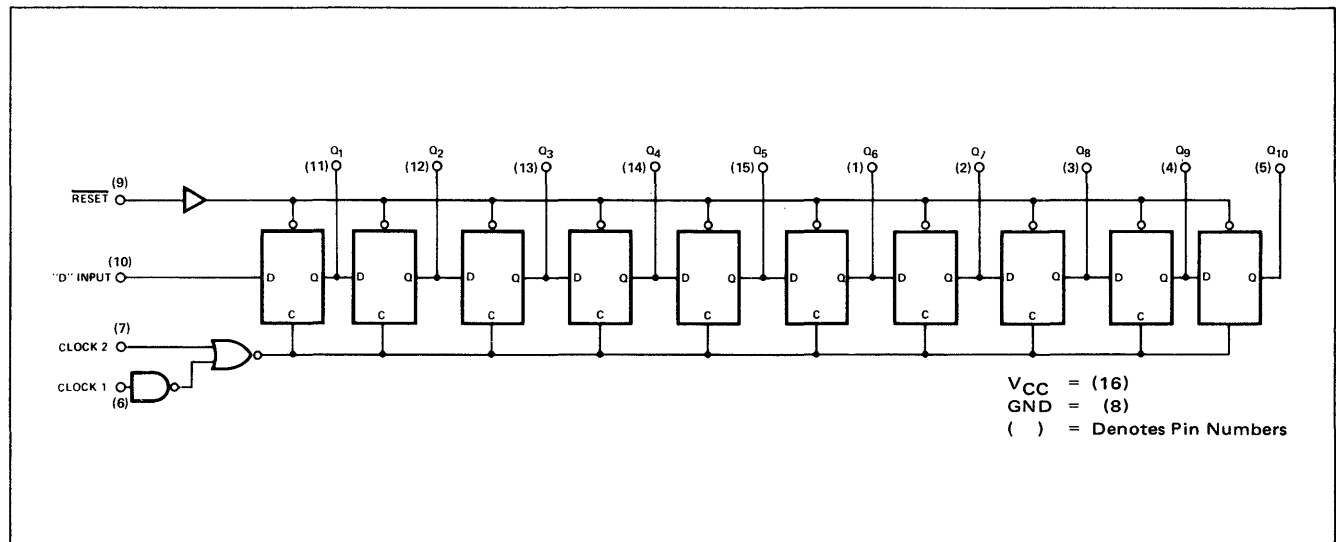 Q1 Q2 Q3 Q4 Q5 Q6 Q7 Q8 Q9 Q10
(11) (12) (13) (14) (15) (1) (2) (3) (4) (5)
(9)
RESET
(10)
"D" INPUT
D Q D Q D Q D Q D Q D Q D Q D Q D Q D Q
C C C C C C C C C
(7)
CLOCK 2
CLOCK 1
(6)
VCC = (16)
GND = (8)
( ) = Denotes Pin Numbers